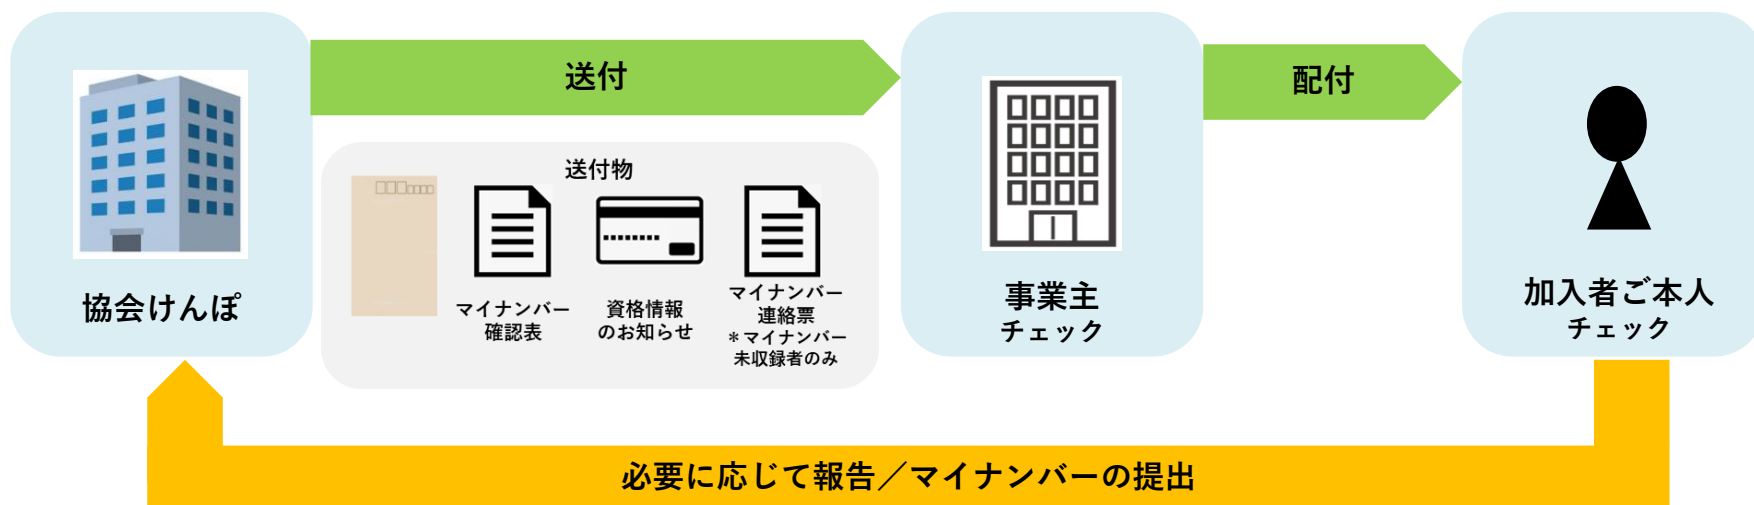 送付
配付
送付物
マイナンバー
確認表
資格情報
のお知らせ
マイナンバー
連絡票
＊マイナンバー
未収録者のみ
協会けんぽ
事業主
チェック
加入者ご本人
チェック
必要に応じて報告／マイナンバーの提出